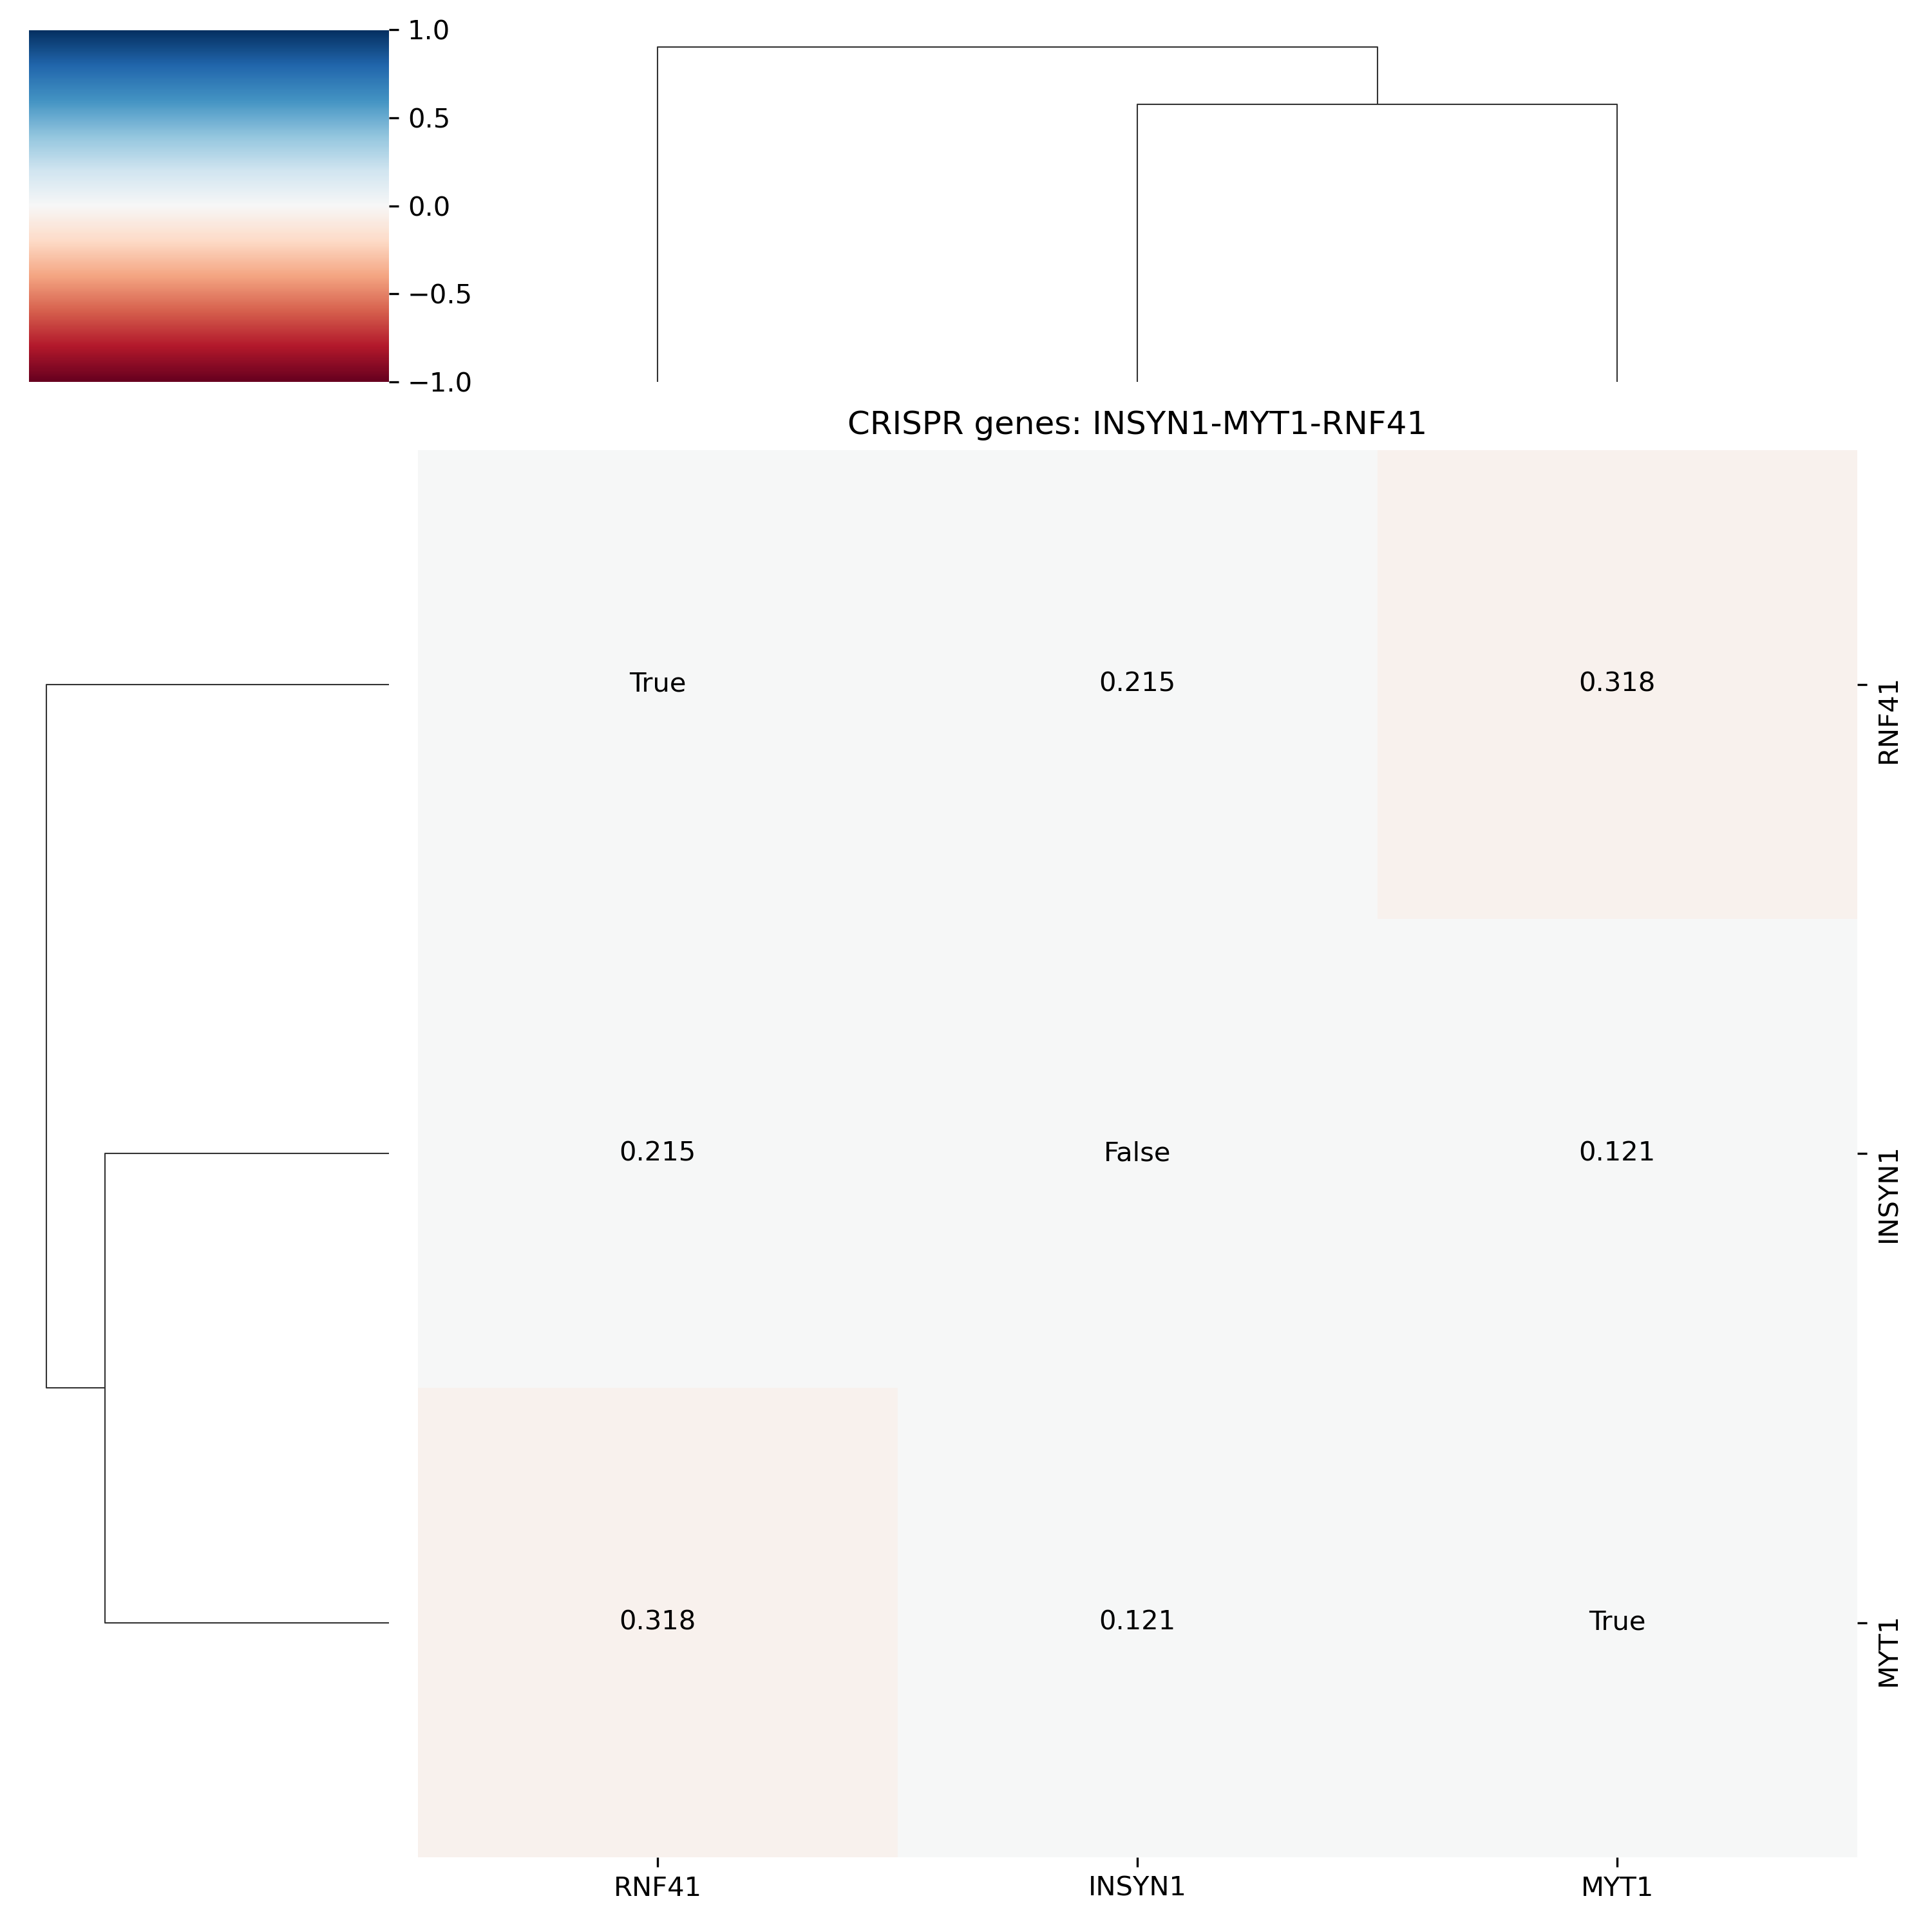 1.0
0.5
0.0
−0.5
−1.0
CRISPR genes: INSYN1-MYT1-RNF41
True 0.215 0.318 RNF41
0.215 False 0.121 INSYN1
0.318 0.121 True MYT1
RNF41 INSYN1 MYT1